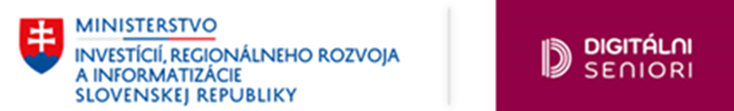 MINISTERSTVO
INVESTÍCIÍ, REGIONÁLNEHO ROZVOJA
A INFORMATIZÁCIE
SLOVENSKEJ REPUBLIKY
DIGITÁLNI
SENIORI